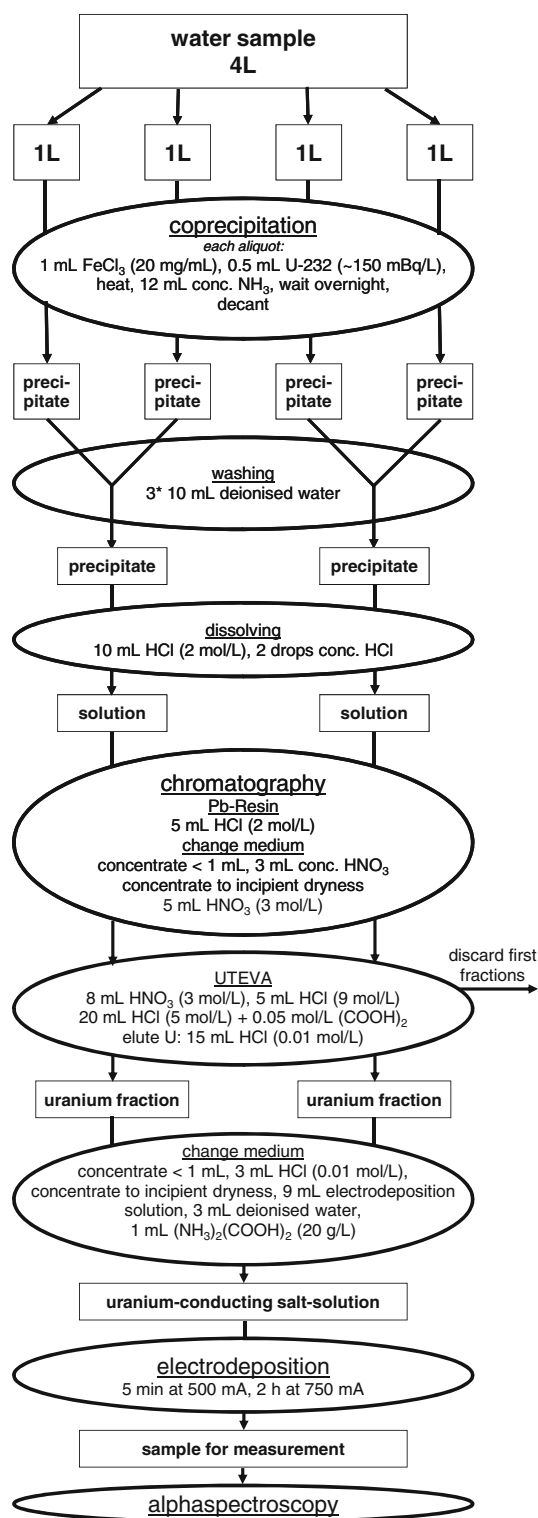 water sample
4L
1L 1L 1L 1L
coprecipitation
each aliquot:
1 mL FeCl₃ (20 mg/mL), 0.5 mL U-232 (~150 mBq/L),
heat, 12 mL conc. NH₃, wait overnight,
decant
preci- preci- preci- preci-
pitate pitate pitate pitate
washing
3* 10 mL deionised water
precipitate precipitate
dissolving
10 mL HCl (2 mol/L), 2 drops conc. HCl
solution solution
chromatography
Pb-Resin
5 mL HCl (2 mol/L)
change medium
concentrate < 1 mL, 3 mL conc. HNO₃
concentrate to incipient dryness
5 mL HNO₃ (3 mol/L)
discard first
fractions
UTEVA
8 mL HNO₃ (3 mol/L), 5 mL HCl (9 mol/L)
20 mL HCl (5 mol/L) + 0.05 mol/L (COOH)₂
elute U: 15 mL HCl (0.01 mol/L)
uranium fraction uranium fraction
change medium
concentrate < 1 mL, 3 mL HCl (0.01 mol/L),
concentrate to incipient dryness, 9 mL electrodeposition
solution, 3 mL deionised water,
1 mL (NH₃)₂(COOH)₂ (20 g/L)
uranium-conducting salt-solution
electrodeposition
5 min at 500 mA, 2 h at 750 mA
sample for measurement
alphaspectroscopy